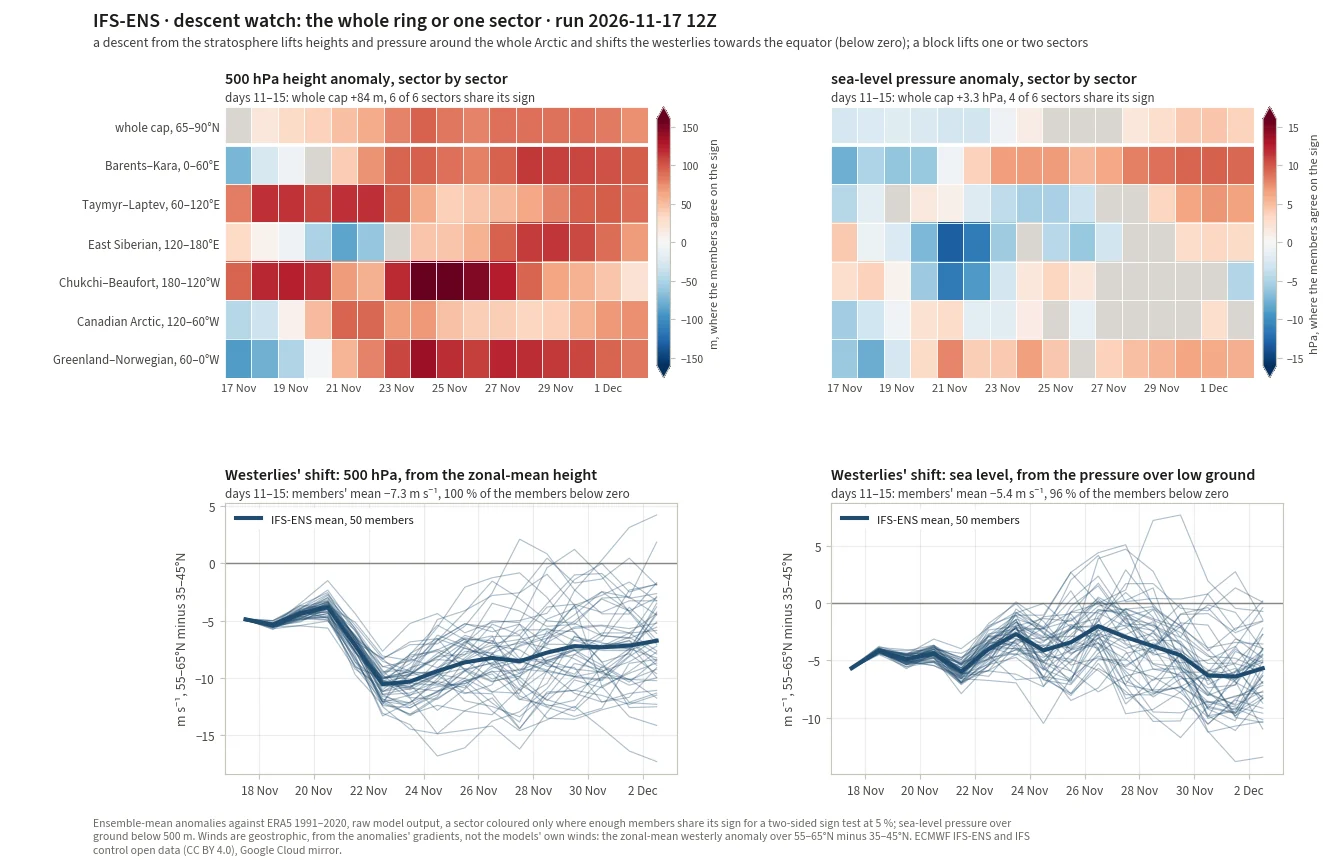 IFS-ENS · descent watch: the whole ring or one sector · run 2026-11-17 12Z
a descent from the stratosphere lifts heights and pressure around the whole Arctic and shifts the westerlies towards the equator (below zero); a block lifts one or two sectors
500 hPa height anomaly, sector by sector
days 11–15: whole cap +84 m, 6 of 6 sectors share its sign
whole cap, 65–90°N
Barents–Kara, 0–60°E
Taymyr–Laptev, 60–120°E
East Siberian, 120–180°E
Chukchi–Beaufort, 180–120°W
Canadian Arctic, 120–60°W
Greenland–Norwegian, 60–0°W
17 Nov 19 Nov 21 Nov 23 Nov 25 Nov 27 Nov 29 Nov 1 Dec
150
100
50
0
−50
−100
−150
m, where the members agree on the sign
sea-level pressure anomaly, sector by sector
days 11–15: whole cap +3.3 hPa, 4 of 6 sectors share its sign
17 Nov 19 Nov 21 Nov 23 Nov 25 Nov 27 Nov 29 Nov 1 Dec
15
10
5
0
−5
−10
−15
hPa, where the members agree on the sign
Westerlies' shift: 500 hPa, from the zonal-mean height
days 11–15: members' mean −7.3 m s⁻¹, 100 % of the members below zero
IFS-ENS mean, 50 members
5
0
−5
−10
−15
m s⁻¹, 55–65°N minus 35–45°N
18 Nov 20 Nov 22 Nov 24 Nov 26 Nov 28 Nov 30 Nov 2 Dec
Westerlies' shift: sea level, from the pressure over low ground
days 11–15: members' mean −5.4 m s⁻¹, 96 % of the members below zero
IFS-ENS mean, 50 members
5
0
−5
−10
m s⁻¹, 55–65°N minus 35–45°N
18 Nov 20 Nov 22 Nov 24 Nov 26 Nov 28 Nov 30 Nov 2 Dec
Ensemble-mean anomalies against ERA5 1991–2020, raw model output, a sector coloured only where enough members share its sign for a two-sided sign test at 5 %; sea-level pressure over
ground below 500 m. Winds are geostrophic, from the anomalies' gradients, not the models' own winds: the zonal-mean westerly anomaly over 55–65°N minus 35–45°N. ECMWF IFS-ENS and IFS
control open data (CC BY 4.0), Google Cloud mirror.